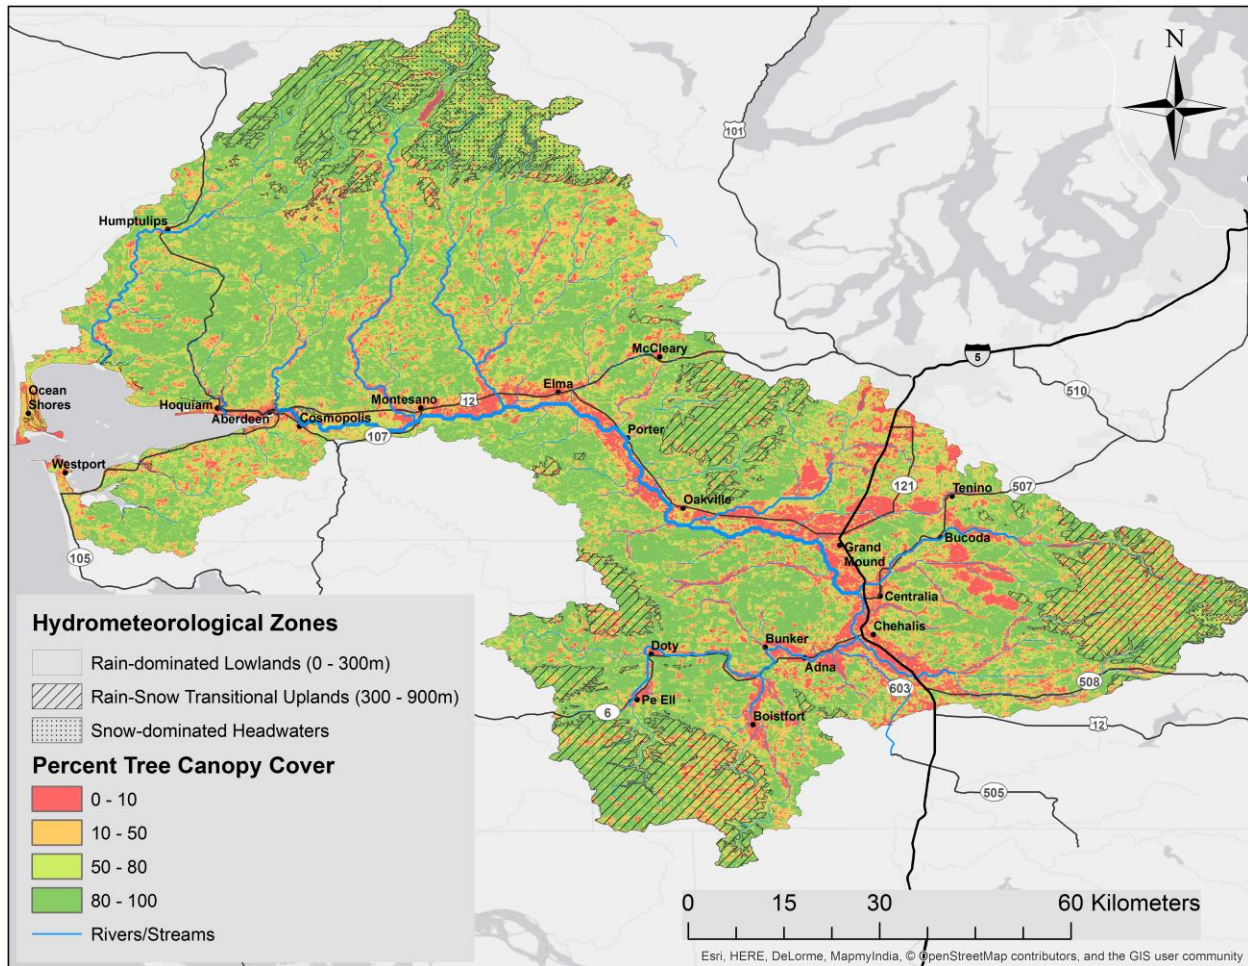 N
101
Humptulips
McCleary
5
510
Ocean
Shores
Elma
Hoquiam
Montesano
12
Aberdeen
Cosmopolis
107
Porter
Westport
121
Tenino
507
Oakville
105
Grand
Mound
Bucoda
Centralia
Chehalis
Bunker
Doty
Adna
603
508
Pe Ell
6
Boistfort
12
505
Hydrometeorological Zones
Rain-dominated Lowlands (0 - 300m)
Rain-Snow Transitional Uplands (300 - 900m)
Snow-dominated Headwaters
Percent Tree Canopy Cover
0 - 10
10 - 50
50 - 80
80 - 100
Rivers/Streams
0 15 30 60 Kilometers
Esri, HERE, DeLorme, MapmyIndia, © OpenStreetMap contributors, and the GIS user community